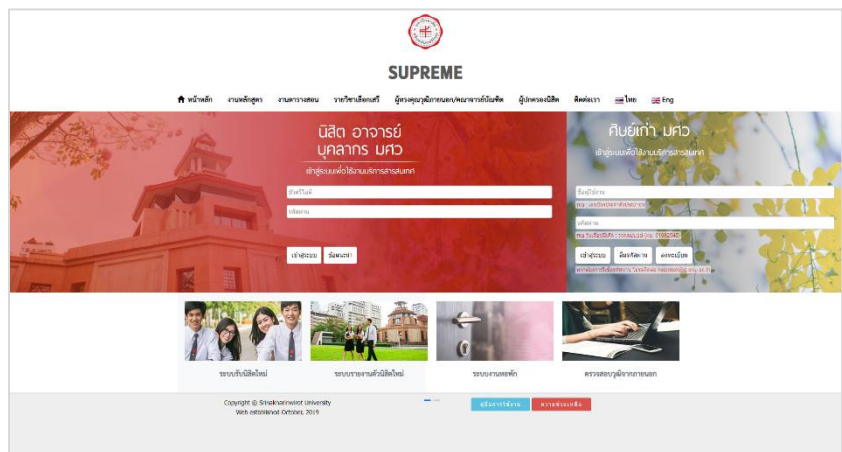 SUPREME
หน้าหลัก งานหลักสูตร งานตารางสอน รายวิชาเลือกเสรี ผู้ทรงคุณวุฒิภายนอก/คณาจารย์บัณฑิต ผู้ปกครองนิสิต ติดต่อเรา ไทย Eng
นิสิต อาจารย์
บุคลากร มศว
เข้าสู่ระบบเพื่อใช้งานบริการสารสนเทศ
บัวศรีไอดี
รหัสผ่าน
เข้าสู่ระบบ ข้อแนะนำ
ศิษย์เก่า มศว
เข้าสู่ระบบเพื่อใช้งานบริการสารสนเทศ
ชื่อผู้ใช้งาน
รหัสผ่าน
เข้าสู่ระบบ ลืมรหัสผ่าน ลงทะเบียน
ระบบรับนิสิตใหม่
ระบบรายงานตัวนิสิตใหม่
ระบบงานหอพัก
ตรวจสอบวุฒิจากภายนอก
Copyright @ Srinakharinwirot University
Web established October, 2019
คู่มือการใช้งาน ความช่วยเหลือ